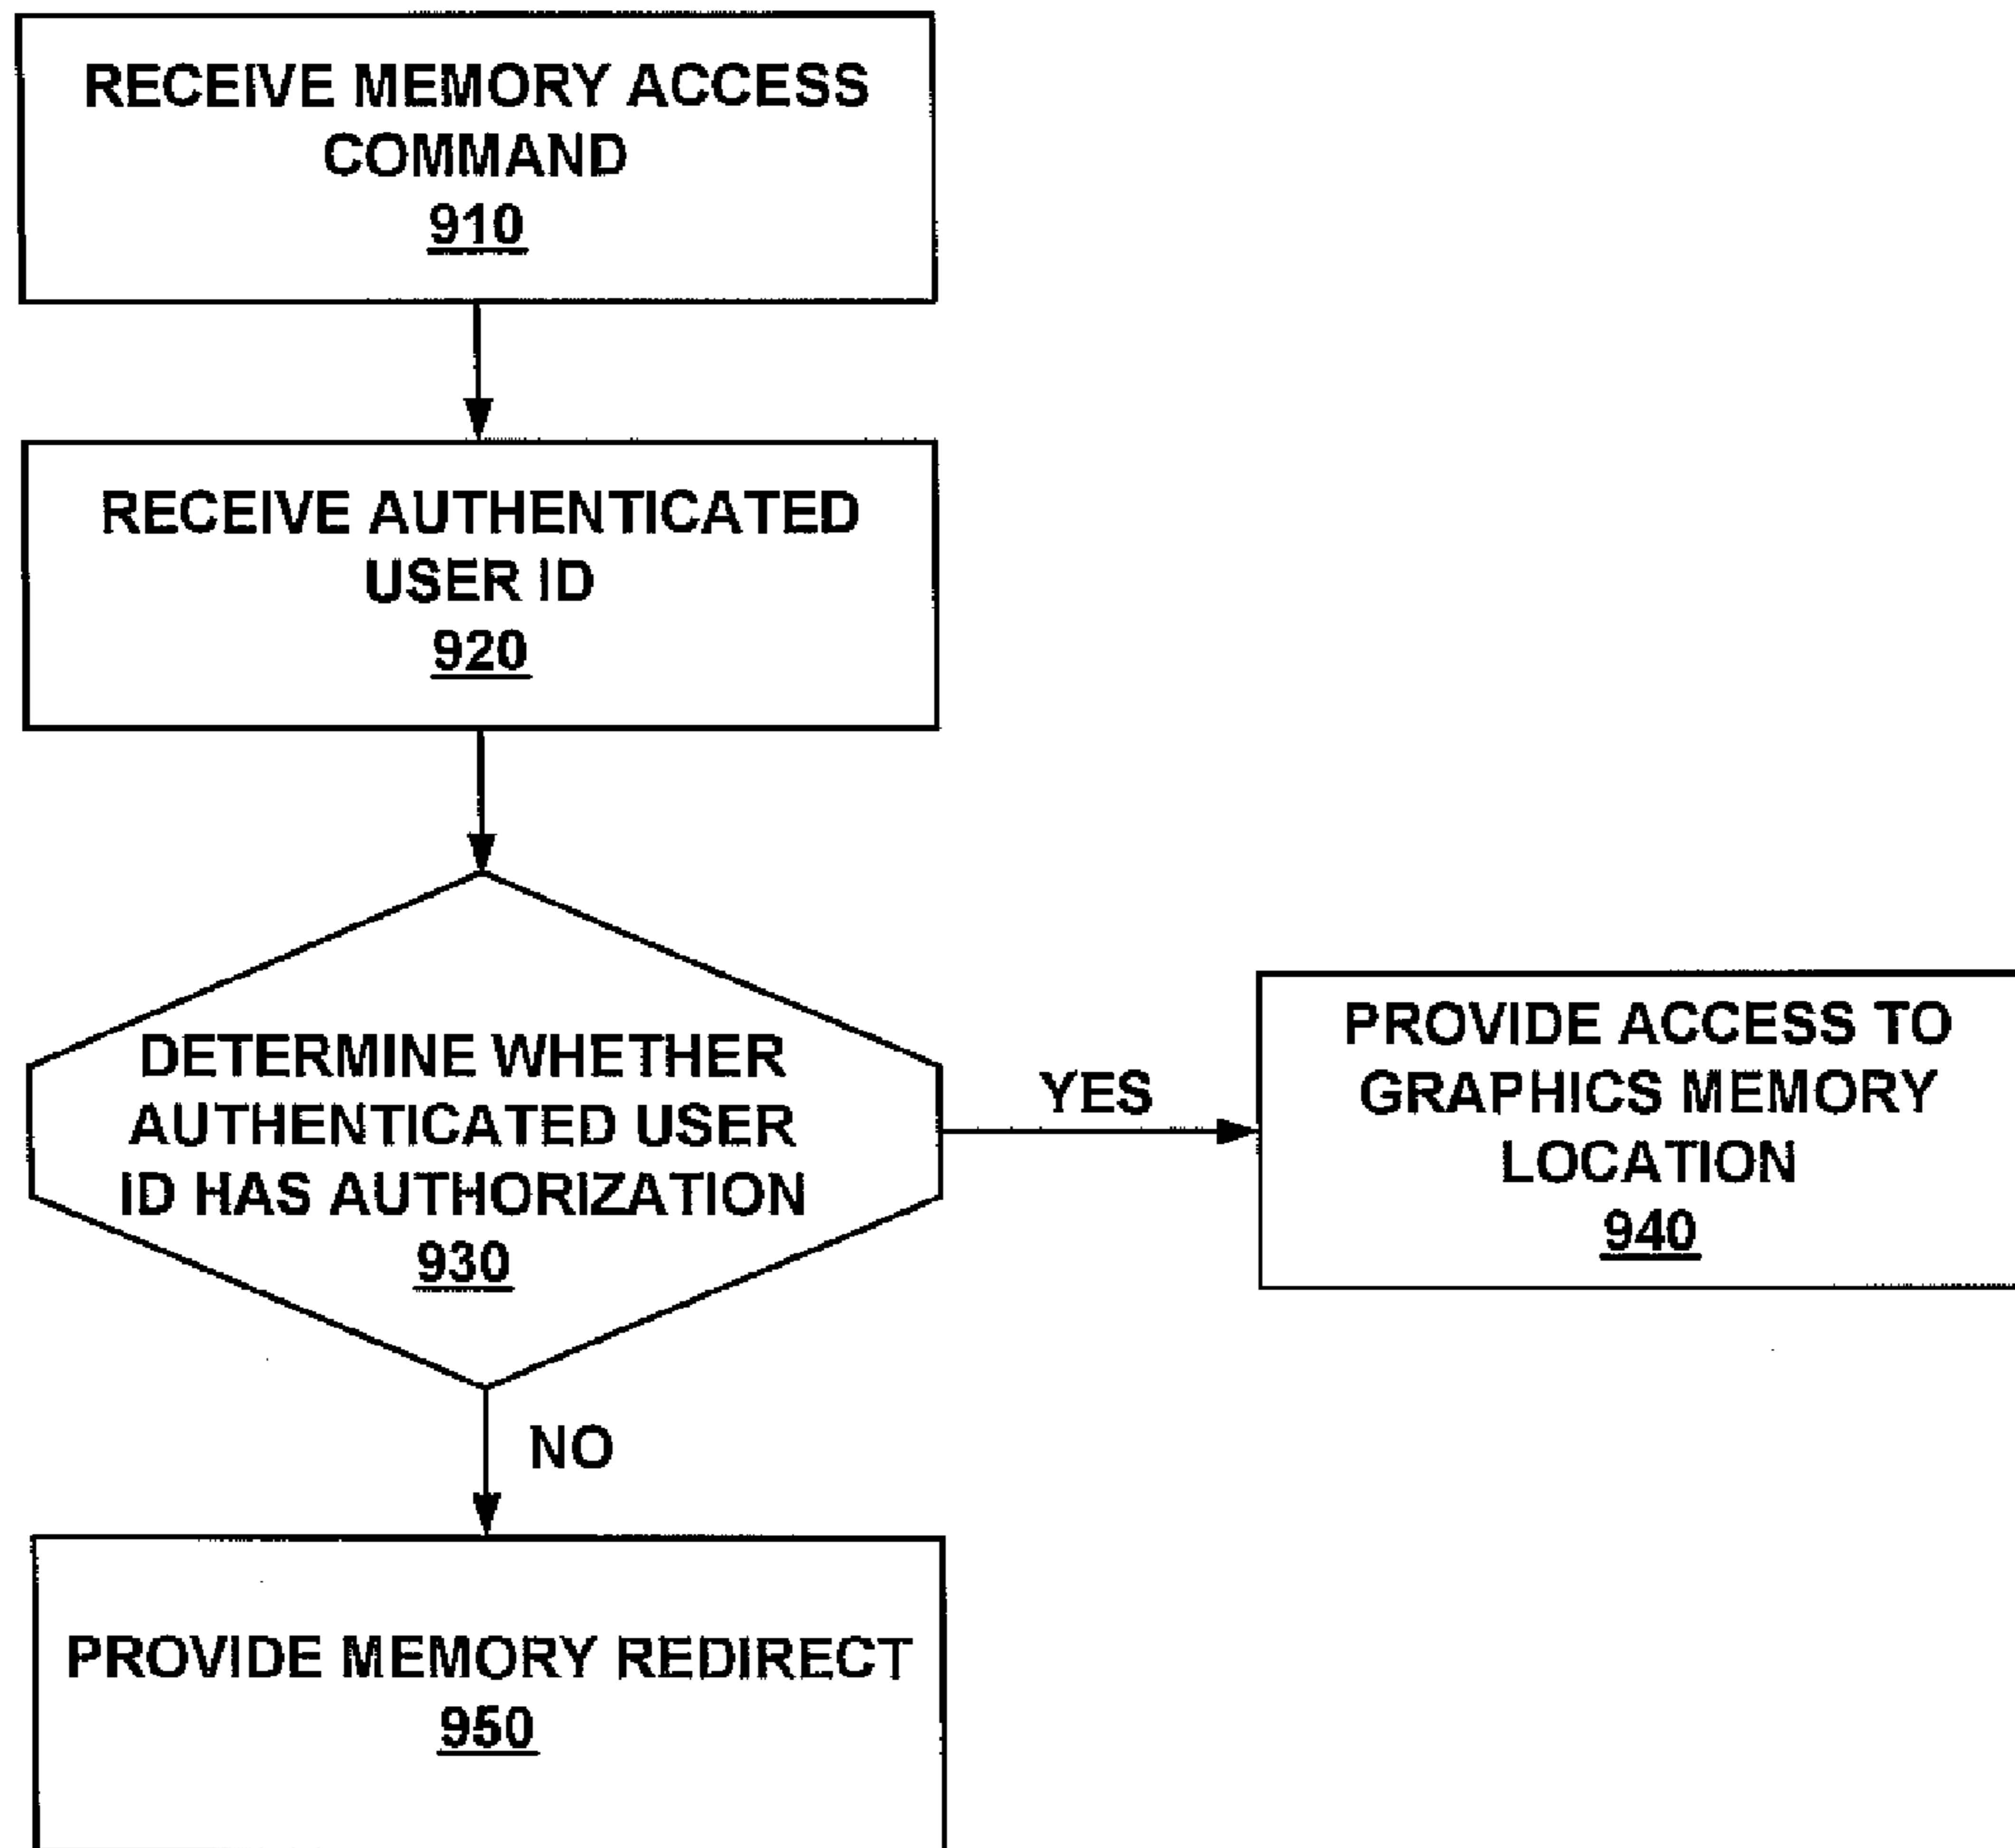 RECEIVE MEMORY ACCESS
COMMAND
910
RECEIVE AUTHENTICATED
USER ID
920
DETERMINE WHETHER
AUTHENTICATED USER
ID HAS AUTHORIZATION
930
YES
PROVIDE ACCESS TO
GRAPHICS MEMORY
LOCATION
940
NO
PROVIDE MEMORY REDIRECT
950